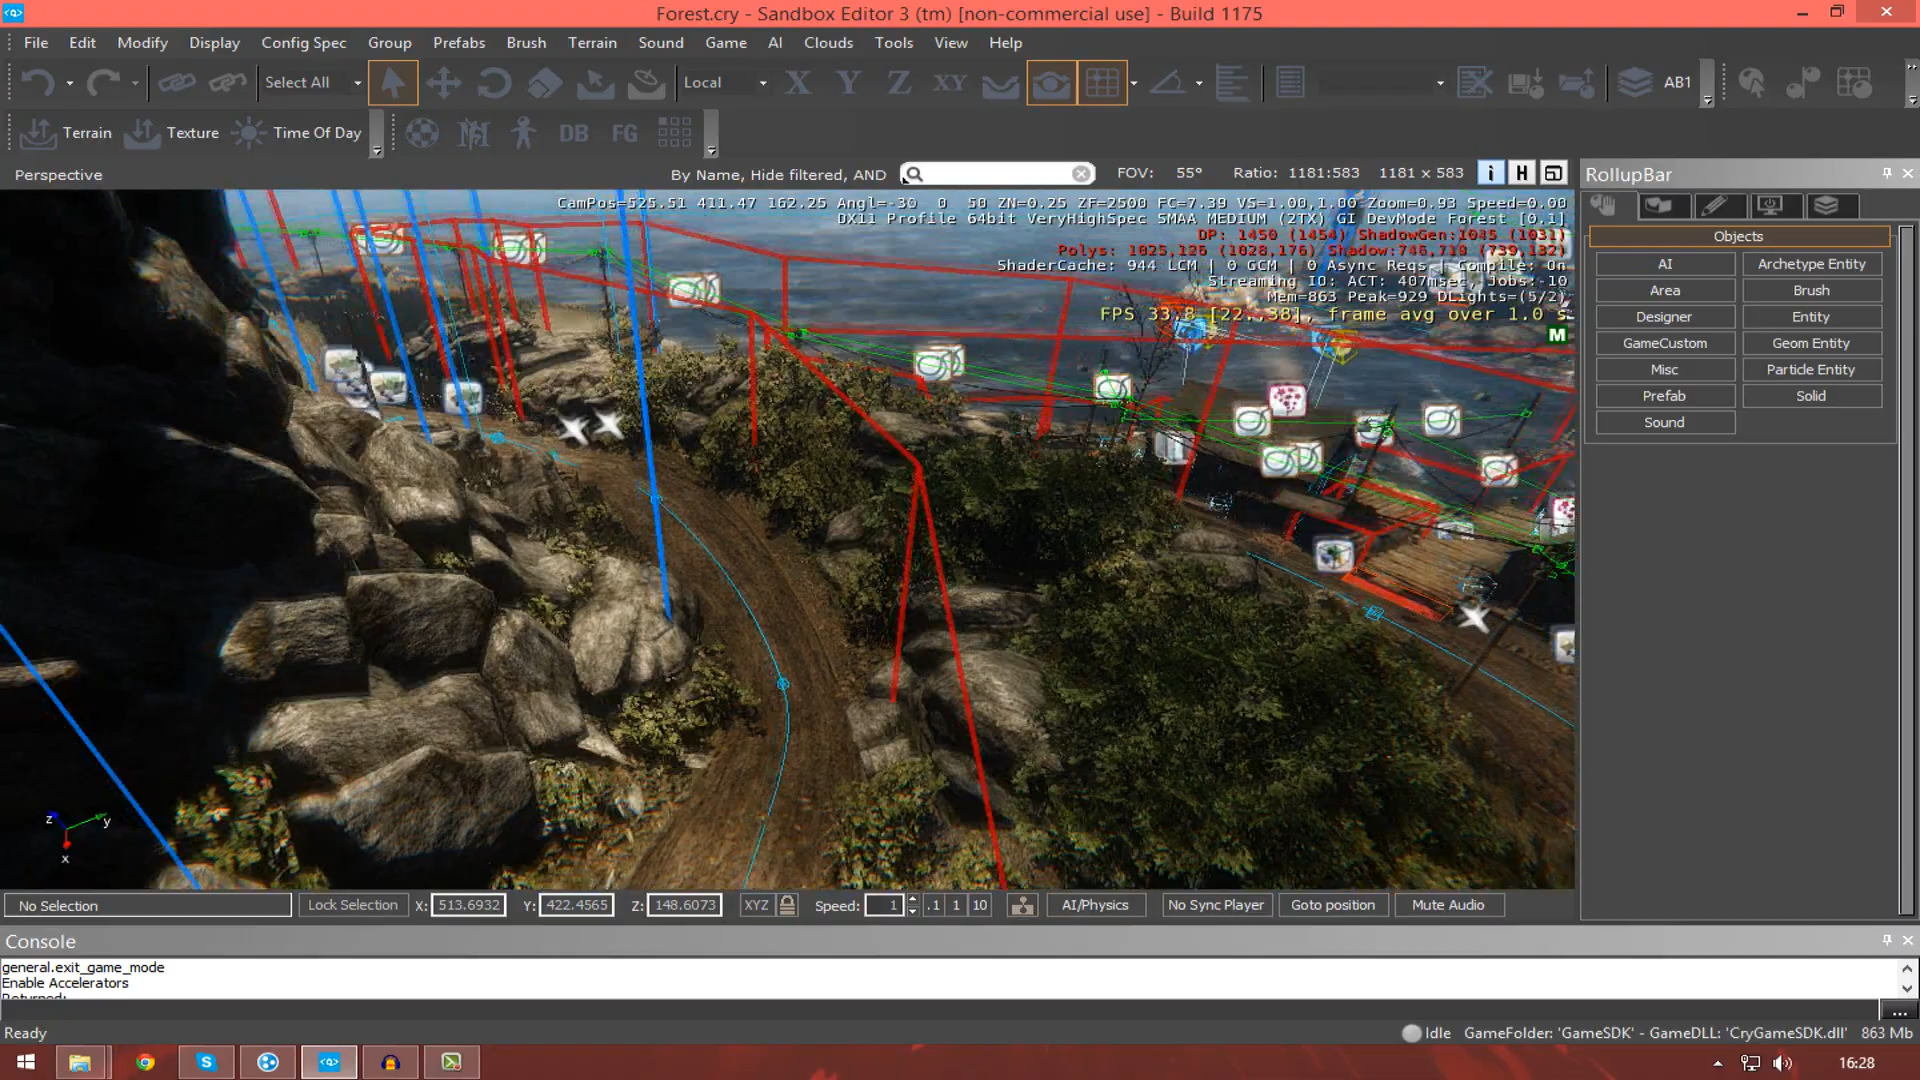 Forest.cry - Sandbox Editor 3 (tm) [non-commercial use] - Build 1175
File Edit Modify Display Config Spec Group Prefabs Brush Terrain Sound Game AI Clouds Tools View Help
Select All Local X Y Z XY AB1
Terrain Texture Time Of Day DB FG
Perspective By Name, Hide filtered, AND FOV: 55° Ratio: 1181:583 1181 x 583 i H
RollupBar
CamPos=525.51 411.47 162.25 Angl=-30 0 50 ZN=0.25 ZF=2500 FC=7.39 VS=1.00,1.00 Zoom=0.93 Speed=0.00
DX11 Profile 64bit VeryHighSpec SMAA MEDIUM (2TX) GI DevMode Forest [0,1]
DP: 1450 (1454) ShadowGen:1045 (1031)
Polys: 1025,126 (1028,176) Shadow:746,718 (739,132)
ShaderCache: 944 LCM | 0 GCM | 0 Async Reqs | Compile: On
Streaming IO: ACT: 407msec, Jobs:-10
Mem=863 Peak=929 DLights=(5/2)
FPS 33.8 [22..38], frame avg over 1.0 s
M
Objects
AI Archetype Entity
Area Brush
Designer Entity
GameCustom Geom Entity
Misc Particle Entity
Prefab Solid
Sound
z y
x
No Selection Lock Selection X: 513.6932 Y: 422.4565 Z: 148.6073 XYZ Speed: 1 .1 1 10 AI/Physics No Sync Player Goto position Mute Audio
Console
general.exit_game_mode
Enable Accelerators
Returned:
...
Ready Idle GameFolder: 'GameSDK' - GameDLL: 'CryGameSDK.dll' 863 Mb
16:28